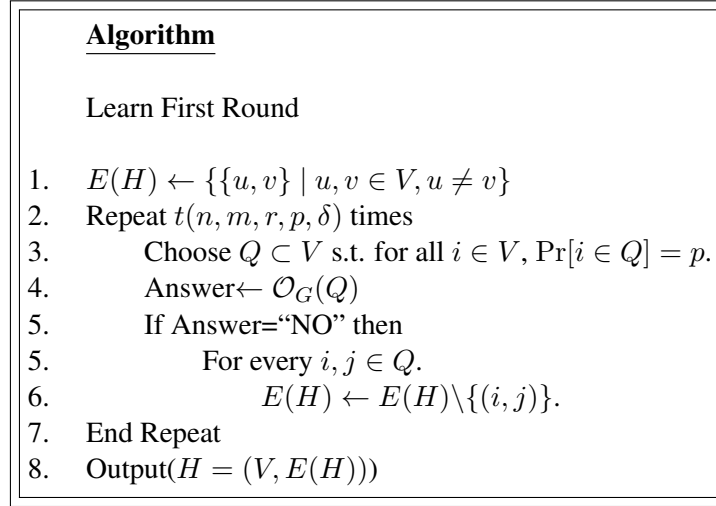 Algorithm
Learn First Round
1. E(H) ← {{u, v} | u, v ∈ V, u ≠ v}
2. Repeat t(n, m, r, p, δ) times
3. Choose Q ⊂ V s.t. for all i ∈ V, Pr[i ∈ Q] = p.
4. Answer← 𝒪_G(Q)
5. If Answer=“NO” then
5. For every i, j ∈ Q.
6. E(H) ← E(H)\{(i, j)}.
7. End Repeat
8. Output(H = (V, E(H)))